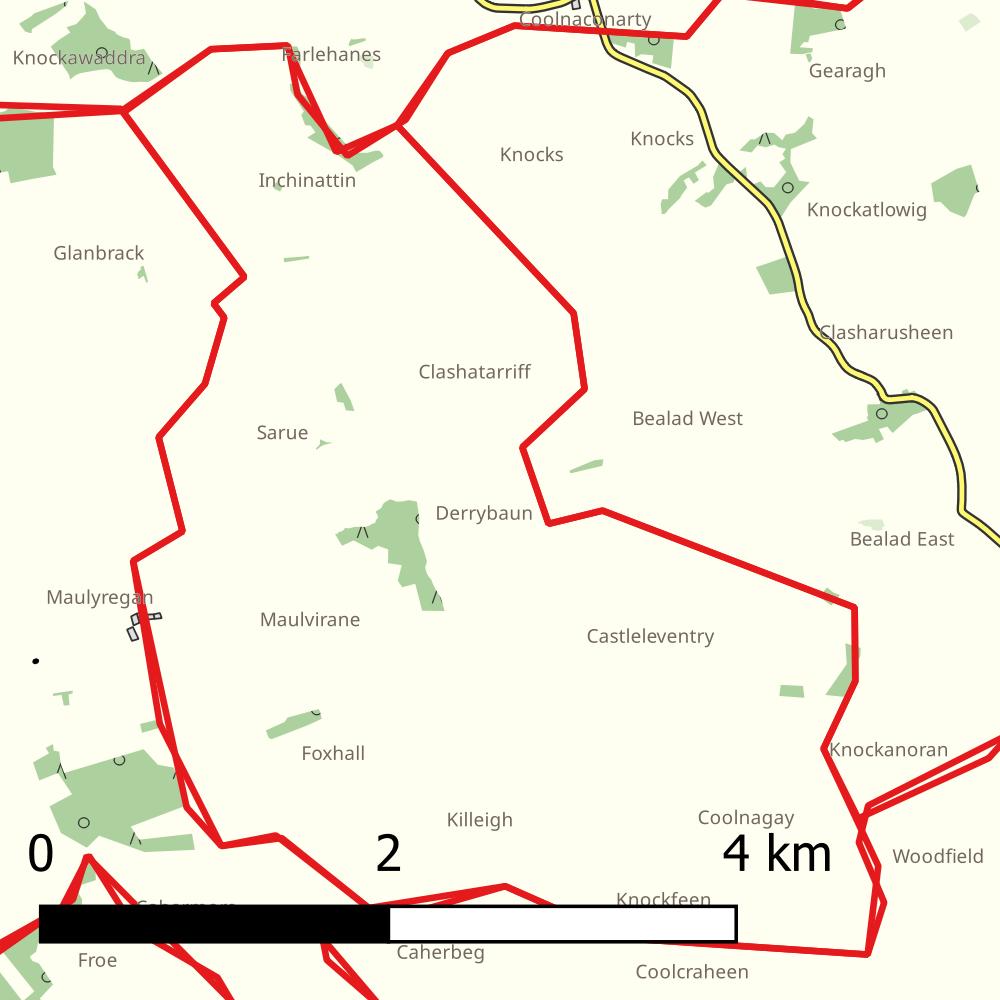 Coolnaconarty
Knockawaddra
Farlehanes
Gearagh
Knocks
Knocks
Inchinattin
Knockatlowig
Glanbrack
Clasharusheen
Clashatarriff
Bealad West
Sarue
Derrybaun
Bealad East
Maulyregan
Maulvirane
Castleleventry
Foxhall
Knockanoran
Killeigh
Coolnagay
0 2 4 km
Woodfield
Knockfeen
Caherbeg
Froe
Coolcraheen